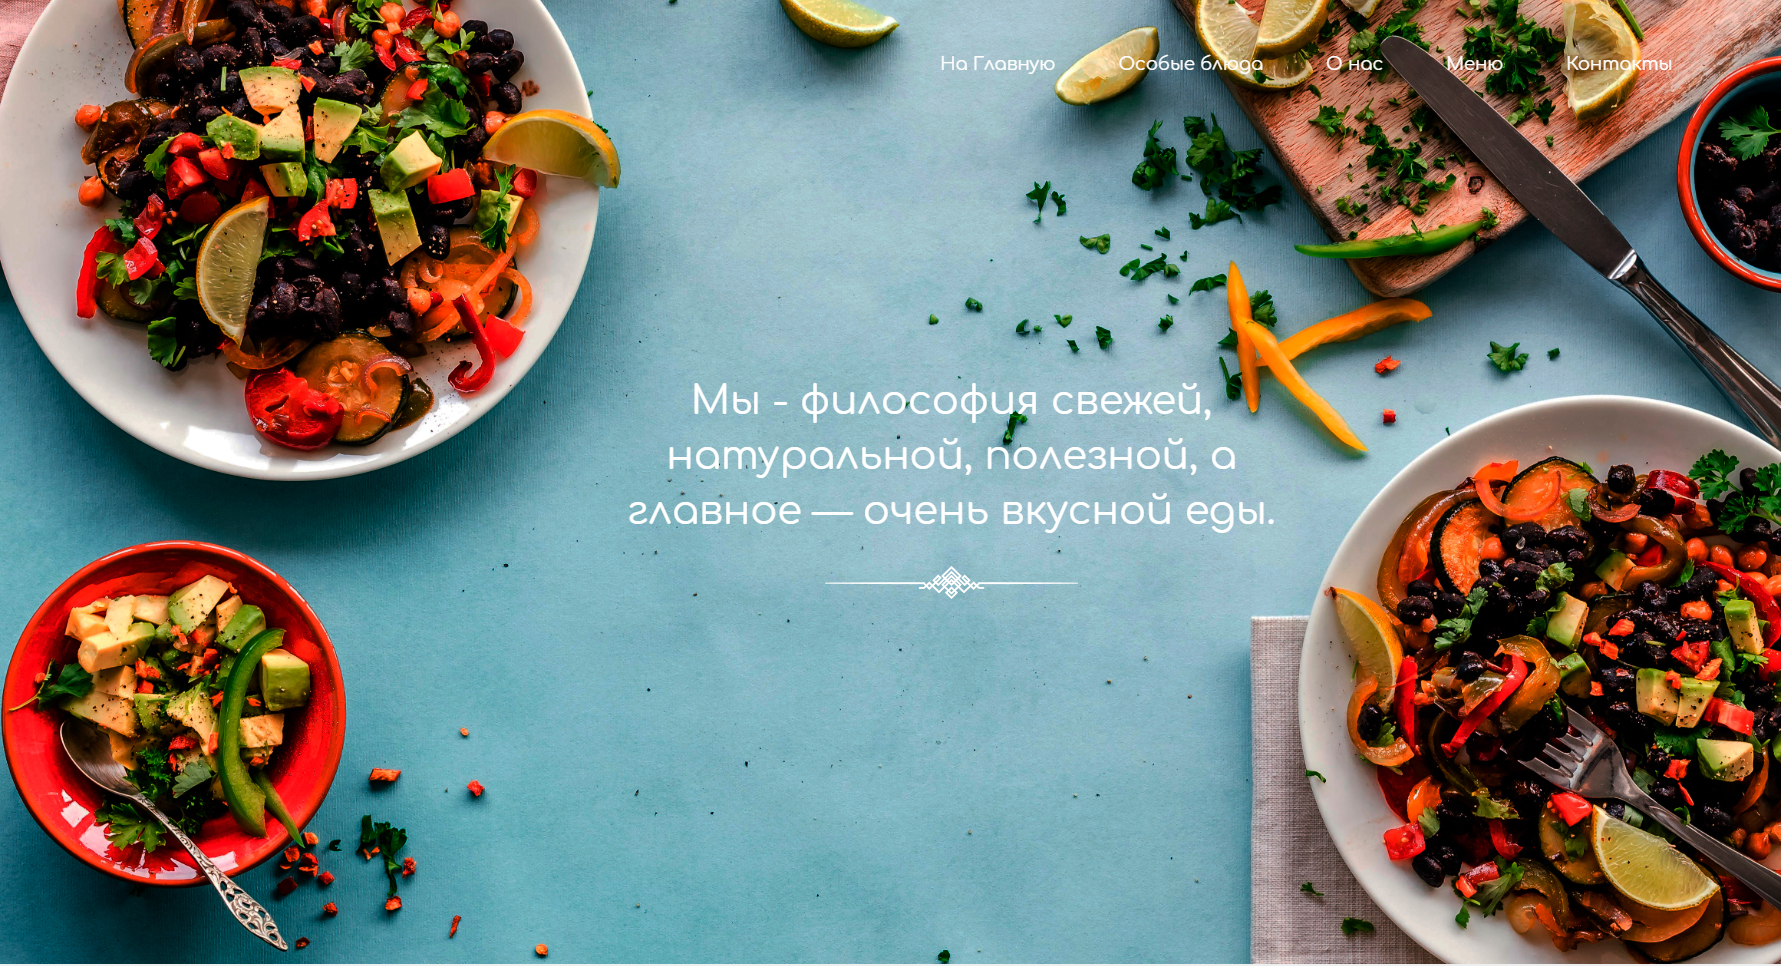 На Главную Особые блюда О нас Меню Контакты
Мы - философия свежей,
натуральной, полезной, а
главное — очень вкусной еды.